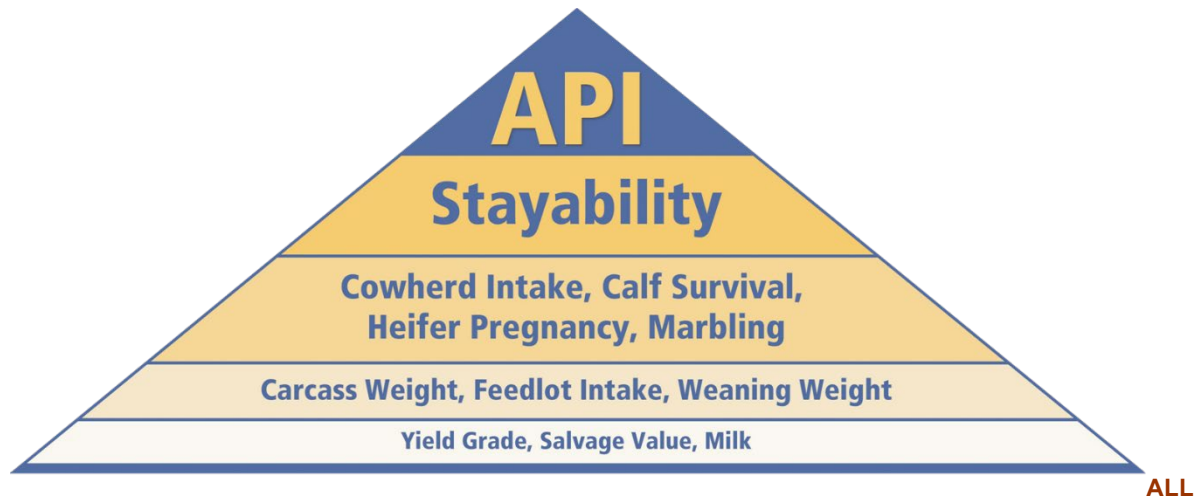 API
Stayability
Cowherd Intake, Calf Survival,
Heifer Pregnancy, Marbling
Carcass Weight, Feedlot Intake, Weaning Weight
Yield Grade, Salvage Value, Milk
ALL